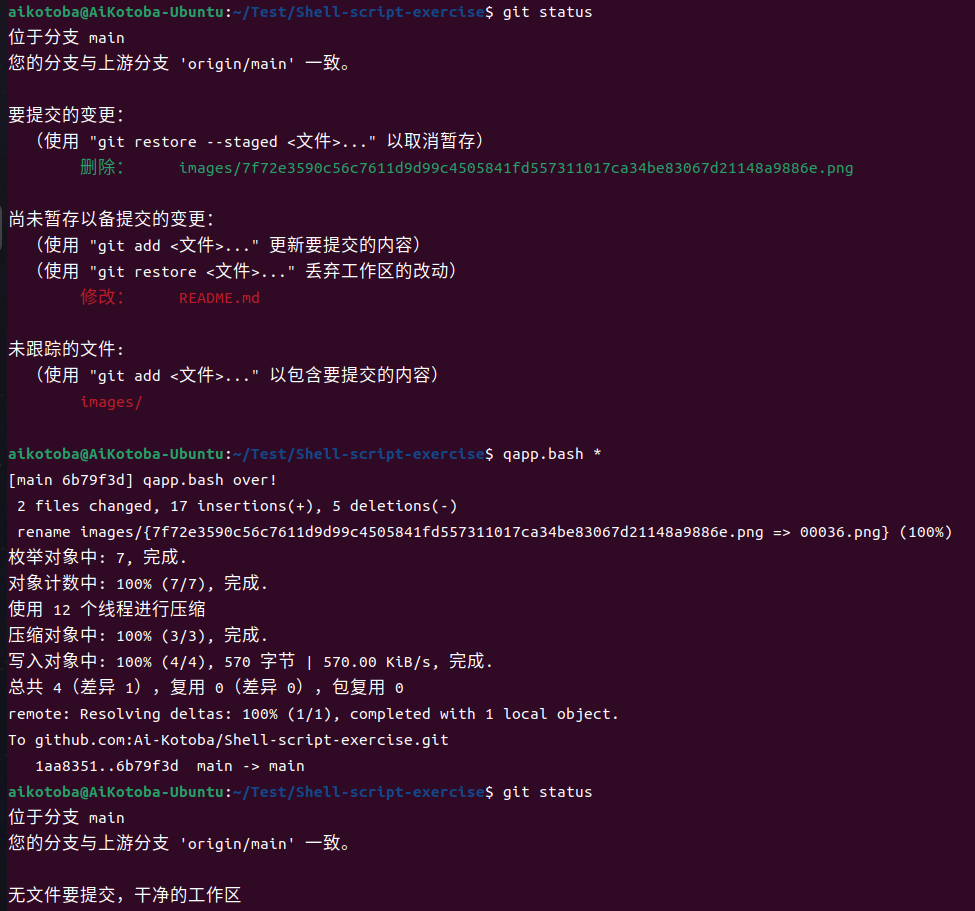 aikotoba@AiKotoba-Ubuntu:~/Test/Shell-script-exercise$ git status
位于分支 main
您的分支与上游分支 'origin/main' 一致。
要提交的变更：
（使用 "git restore --staged <文件>..." 以取消暂存）
删除： images/7f72e3590c56c7611d9d99c4505841fd557311017ca34be83067d21148a9886e.png
尚未暂存以备提交的变更：
（使用 "git add <文件>..." 更新要提交的内容）
（使用 "git restore <文件>..." 丢弃工作区的改动）
修改： README.md
未跟踪的文件:
（使用 "git add <文件>..." 以包含要提交的内容）
images/
aikotoba@AiKotoba-Ubuntu:~/Test/Shell-script-exercise$ qapp.bash *
[main 6b79f3d] qapp.bash over!
2 files changed, 17 insertions(+), 5 deletions(-)
rename images/{7f72e3590c56c7611d9d99c4505841fd557311017ca34be83067d21148a9886e.png => 00036.png} (100%)
枚举对象中: 7, 完成.
对象计数中: 100% (7/7), 完成.
使用 12 个线程进行压缩
压缩对象中: 100% (3/3), 完成.
写入对象中: 100% (4/4), 570 字节 | 570.00 KiB/s, 完成.
总共 4（差异 1），复用 0（差异 0），包复用 0
remote: Resolving deltas: 100% (1/1), completed with 1 local object.
To github.com:Ai-Kotoba/Shell-script-exercise.git
1aa8351..6b79f3d  main -> main
aikotoba@AiKotoba-Ubuntu:~/Test/Shell-script-exercise$ git status
位于分支 main
您的分支与上游分支 'origin/main' 一致。
无文件要提交，干净的工作区